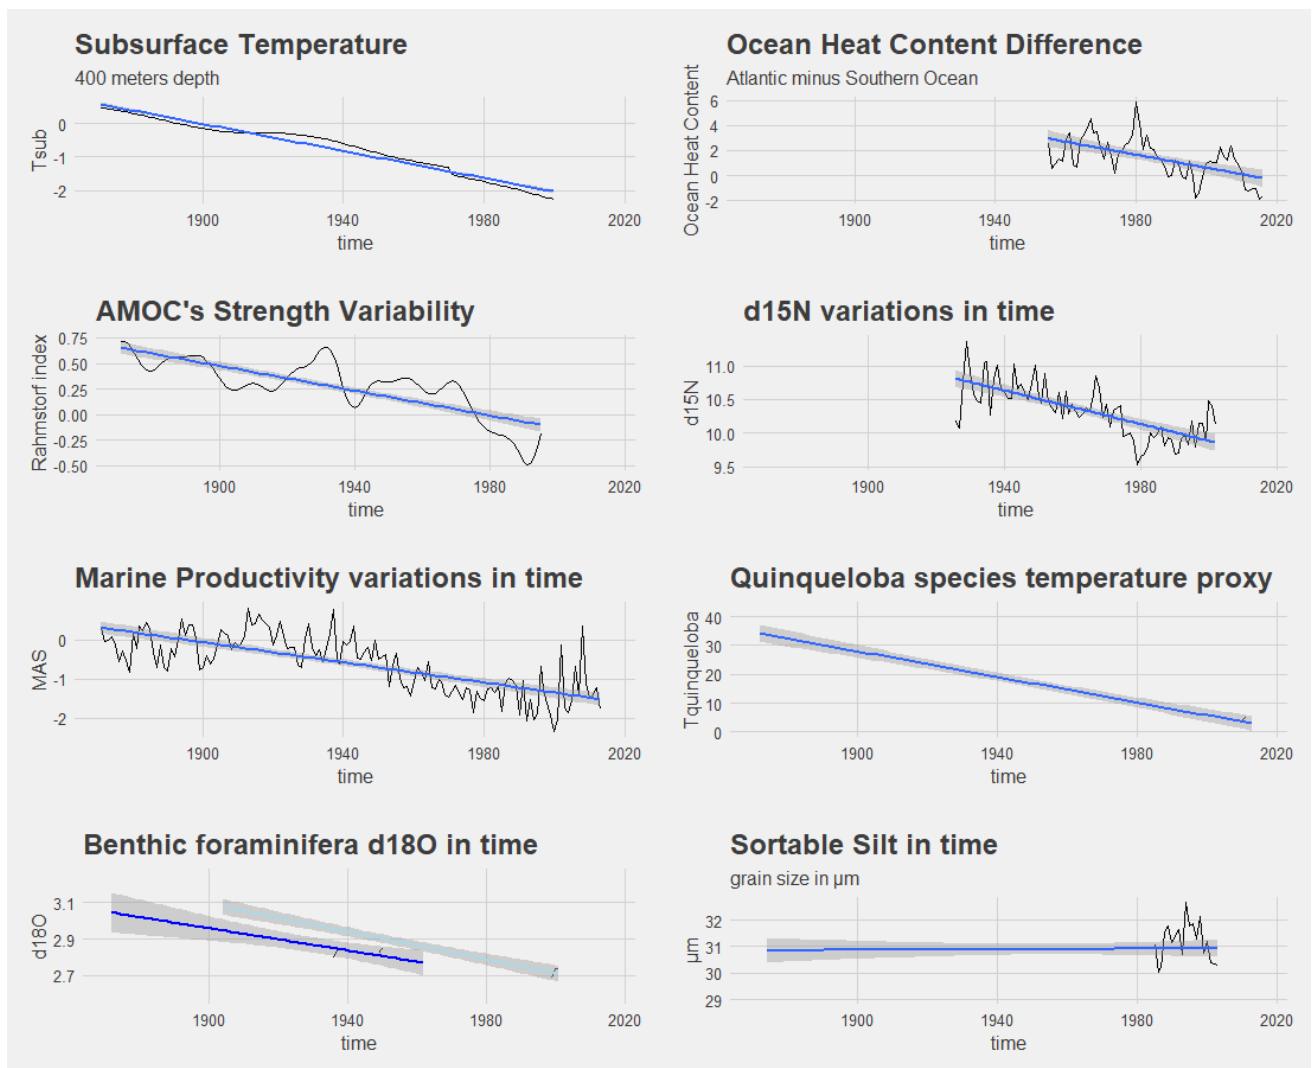 Subsurface Temperature
400 meters depth
Tsub
0
-1
-2
1900 1940 1980 2020
time
Ocean Heat Content Difference
Atlantic minus Southern Ocean
Ocean Heat Content
6
4
2
0
-2
1900 1940 1980 2020
time
AMOC's Strength Variability
Rahmstorf index
0.75
0.50
0.25
0.00
-0.25
-0.50
1900 1940 1980 2020
time
d15N variations in time
d15N
11.0
10.5
10.0
9.5
1900 1940 1980 2020
time
Marine Productivity variations in time
MAS
0
-1
-2
1900 1940 1980 2020
time
Quinqueloba species temperature proxy
Tquinqueloba
40
30
20
10
0
1900 1940 1980 2020
time
Benthic foraminifera d18O in time
d18O
3.1
2.9
2.7
1900 1940 1980 2020
time
Sortable Silt in time
grain size in µm
µm
32
31
30
29
1900 1940 1980 2020
time